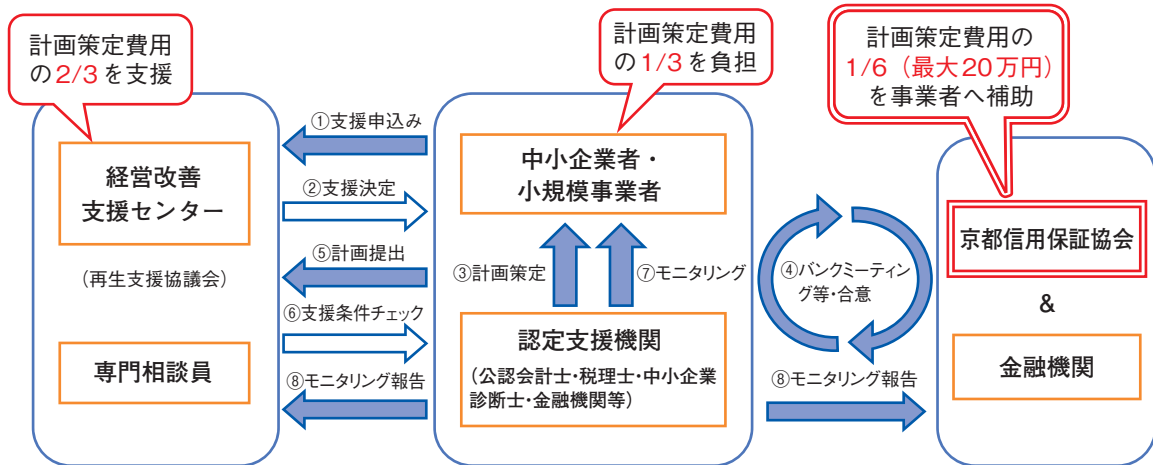 計画策定費用
の2/3を支援
計画策定費用
の1/3を負担
計画策定費用の
1/6（最大20万円）
を事業者へ補助
①支援申込み
経営改善
支援センター
②支援決定
(再生支援協議会)
⑤計画提出
⑥支援条件チェック
専門相談員
⑧モニタリング報告
中小企業者・
小規模事業者
③計画策定
⑦モニタリング
認定支援機関
(公認会計士・税理士・中小企業
診断士・金融機関等)
④バンクミーティン
グ等・合意
⑧モニタリング報告
京都信用保証協会
&
金融機関